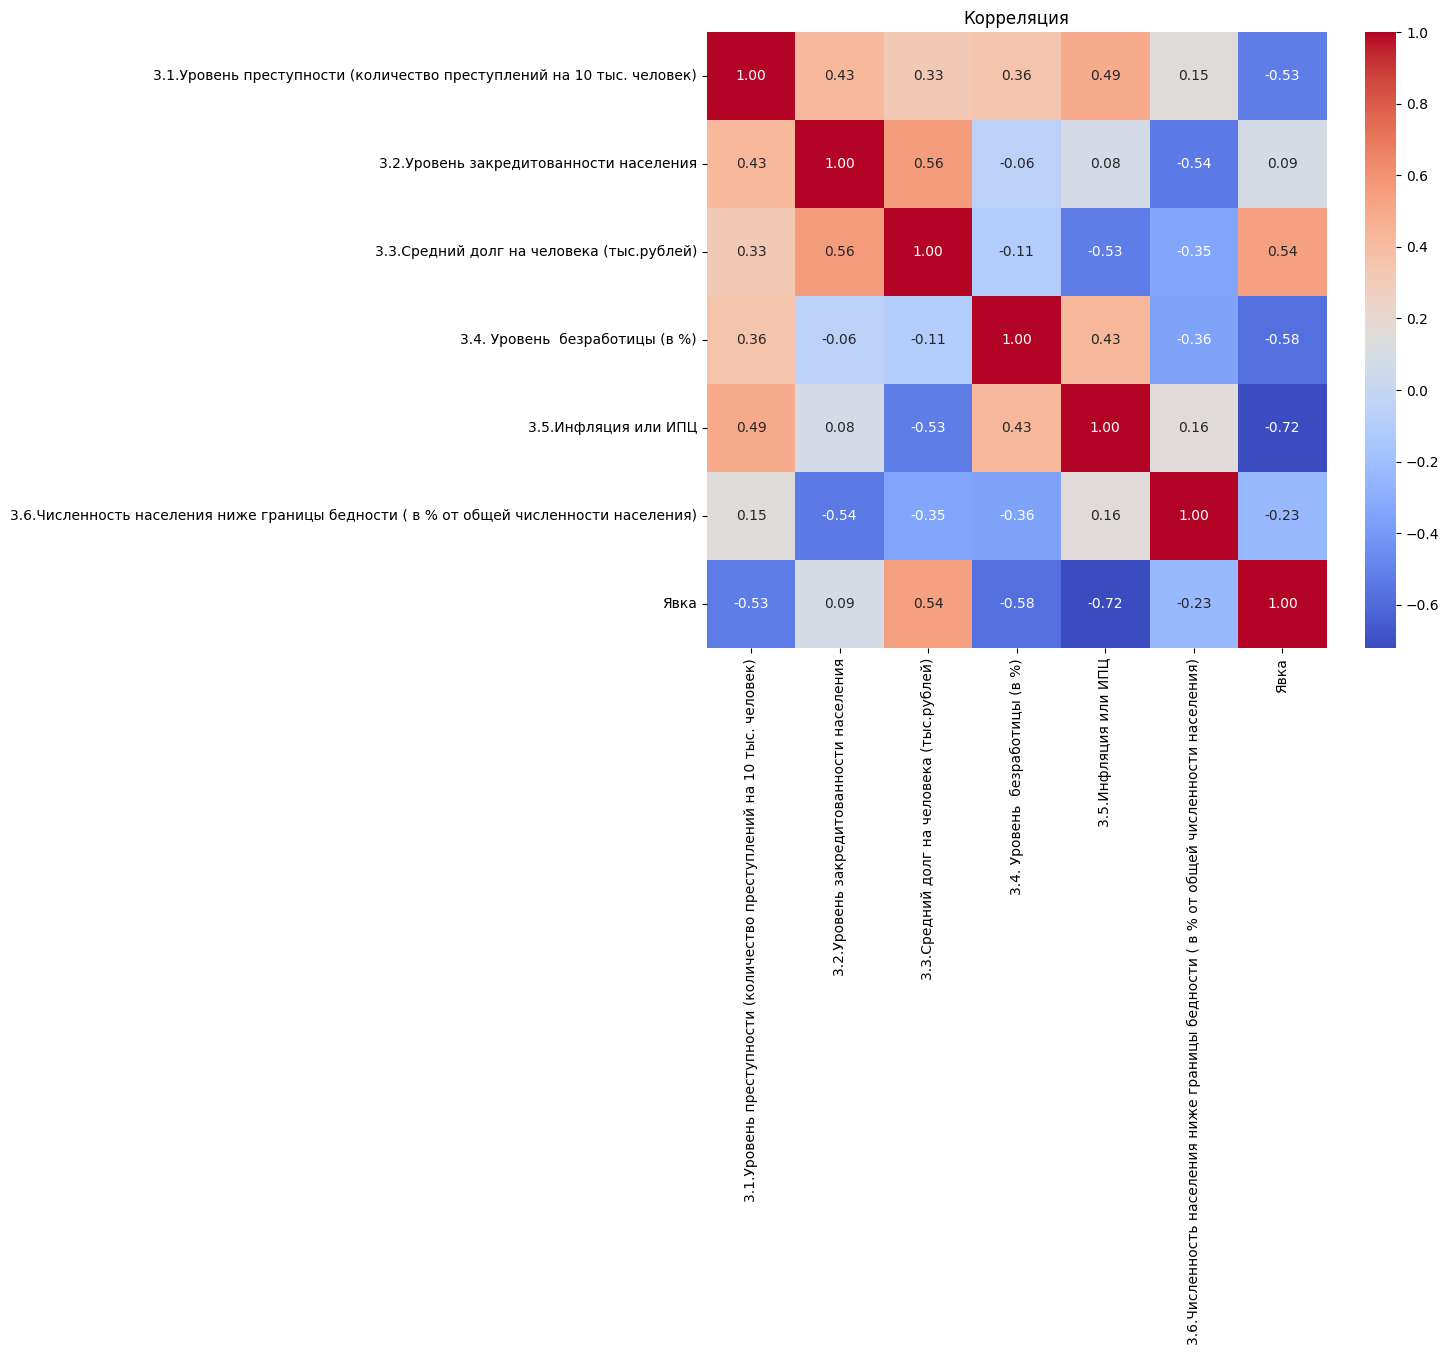 Корреляция
3.1.Уровень преступности (количество преступлений на 10 тыс. человек)
1.00 0.43 0.33 0.36 0.49 0.15 -0.53
3.2.Уровень закредитованности населения
0.43 1.00 0.56 -0.06 0.08 -0.54 0.09
3.3.Средний долг на человека (тыс.рублей)
0.33 0.56 1.00 -0.11 -0.53 -0.35 0.54
3.4. Уровень  безработицы (в %)
0.36 -0.06 -0.11 1.00 0.43 -0.36 -0.58
3.5.Инфляция или ИПЦ
0.49 0.08 -0.53 0.43 1.00 0.16 -0.72
3.6.Численность населения ниже границы бедности ( в % от общей численности населения)
0.15 -0.54 -0.35 -0.36 0.16 1.00 -0.23
Явка
-0.53 0.09 0.54 -0.58 -0.72 -0.23 1.00
3.1.Уровень преступности (количество преступлений на 10 тыс. человек)
3.2.Уровень закредитованности населения
3.3.Средний долг на человека (тыс.рублей)
3.4. Уровень  безработицы (в %)
3.5.Инфляция или ИПЦ
3.6.Численность населения ниже границы бедности ( в % от общей численности населения)
Явка
1.0
0.8
0.6
0.4
0.2
0.0
−0.2
−0.4
−0.6